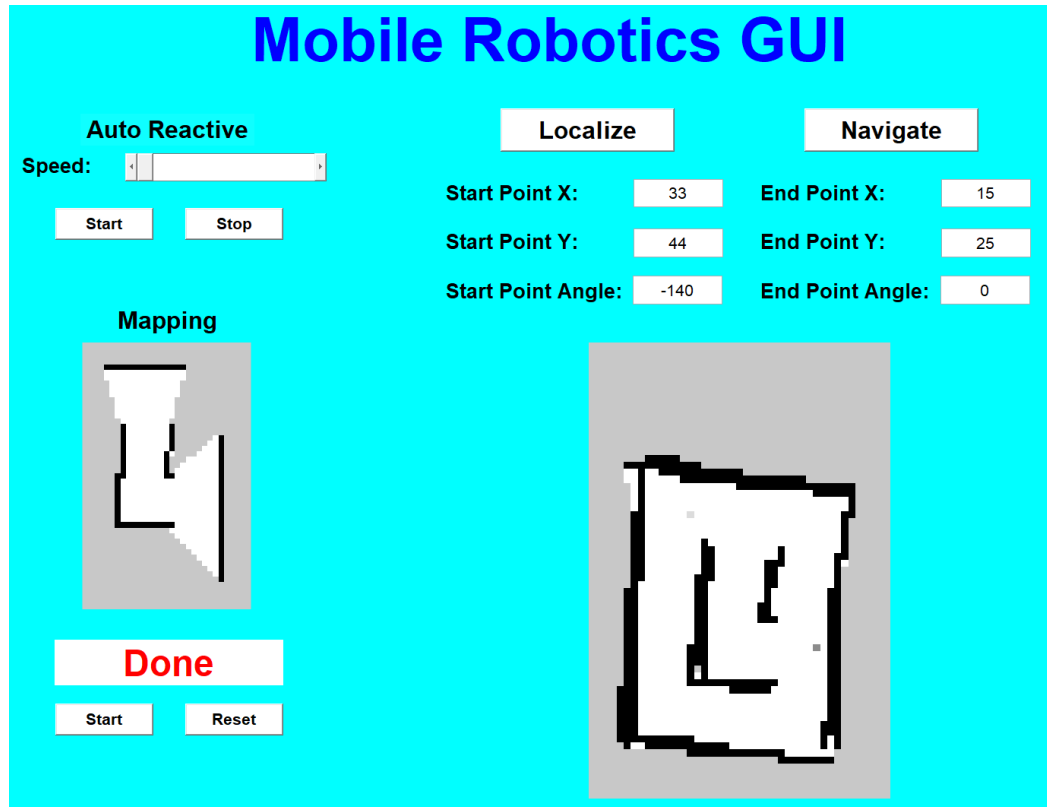 Mobile Robotics GUI
Auto Reactive
Speed:
Start
Stop
Localize
Navigate
Start Point X:
33
End Point X:
15
Start Point Y:
44
End Point Y:
25
Start Point Angle:
-140
End Point Angle:
0
Mapping
Done
Start
Reset